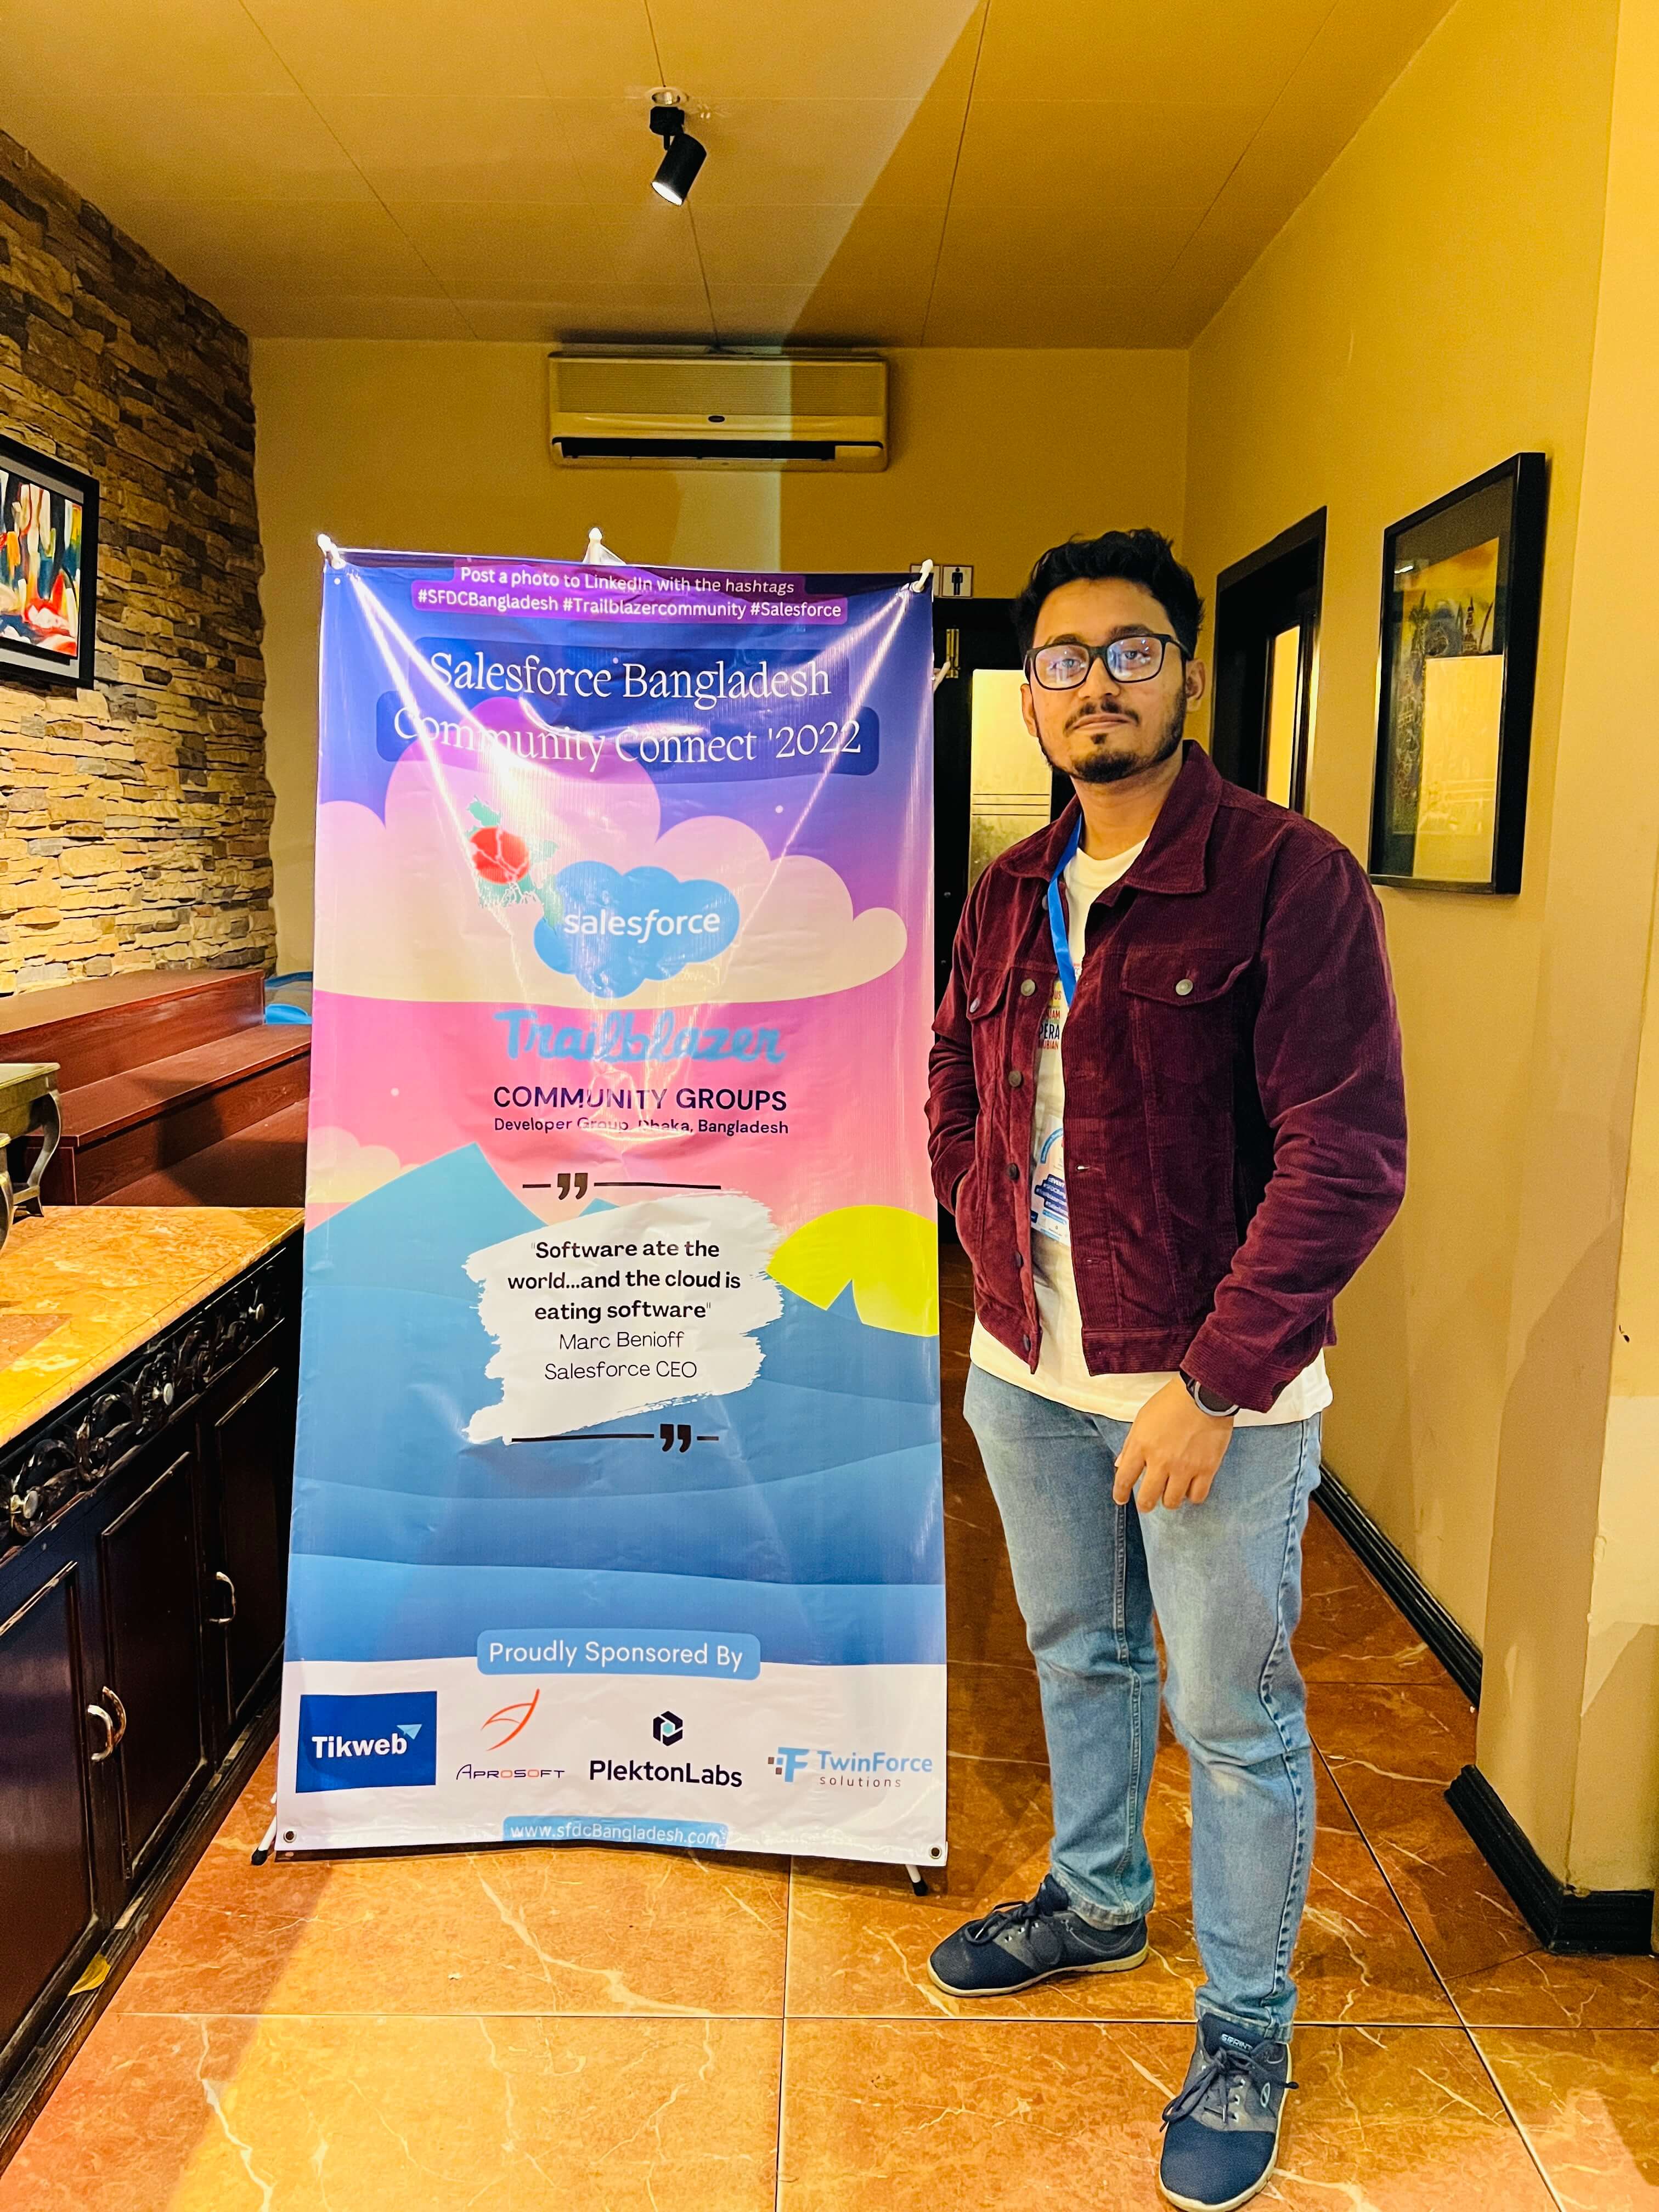 Post a photo to LinkedIn with the hashtags
#SFDCBangladesh #Trailblazercommunity #Salesforce
Salesforce Bangladesh
Community Connect '2022
salesforce
Trailblazer
COMMUNITY GROUPS
Developer Group, Dhaka, Bangladesh
"Software ate the
world...and the cloud is
eating software"
Marc Benioff
Salesforce CEO
Proudly Sponsored By
Tikweb
APROSOFT
PlektonLabs
TwinForce
solutions
www.sfdcBangladesh.com